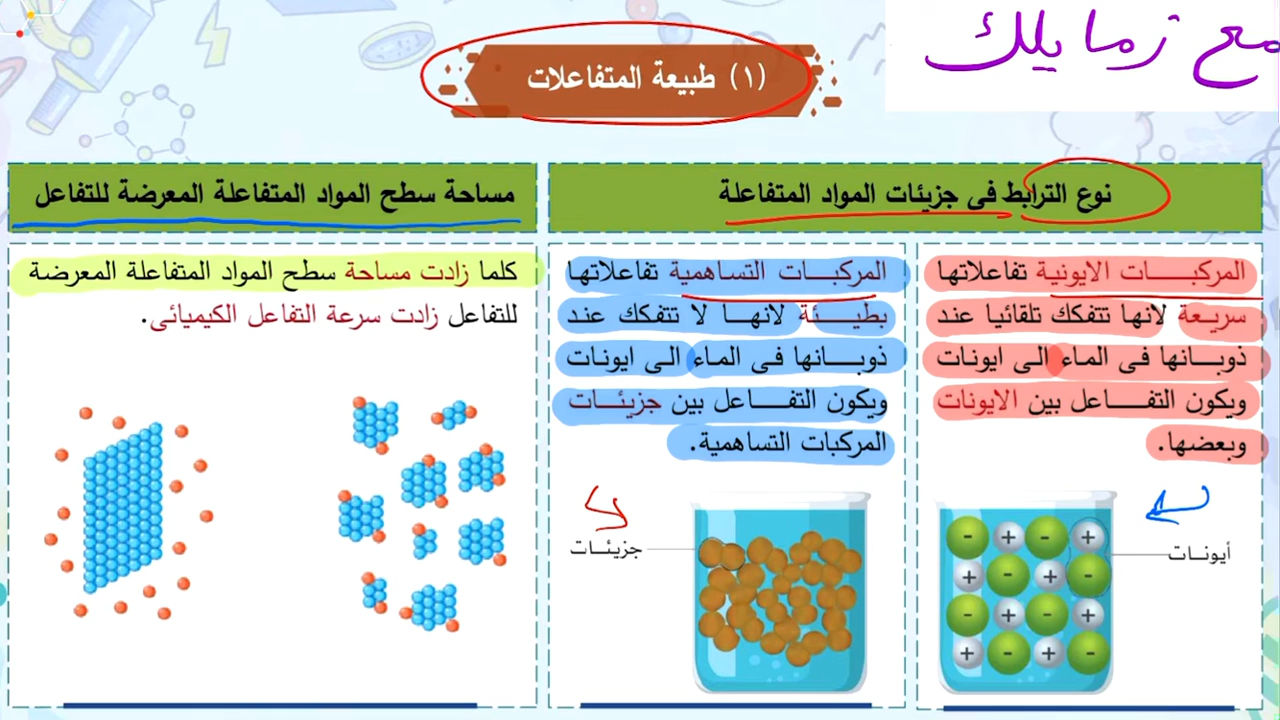 مع زمايلك
(١) طبيعة المتفاعلات
نوع الترابط فى جزيئات المواد المتفاعلة
المركبات الايونية تفاعلاتها
سريعة لانها تتفكك تلقائيا عند
ذوبانها فى الماء الى ايونات
ويكون التفاعل بين الايونات
وبعضها.
أيونات
+
-
+
-
-
+
-
+
+
-
+
-
-
+
-
+
المركبات التساهمية تفاعلاتها
بطيئة لانها لا تتفكك عند
ذوبانها فى الماء الى ايونات
ويكون التفاعل بين جزيئات
المركبات التساهمية.
جزيئات
مساحة سطح المواد المتفاعلة المعرضة للتفاعل
كلما زادت مساحة سطح المواد المتفاعلة المعرضة
للتفاعل زادت سرعة التفاعل الكيميائى.